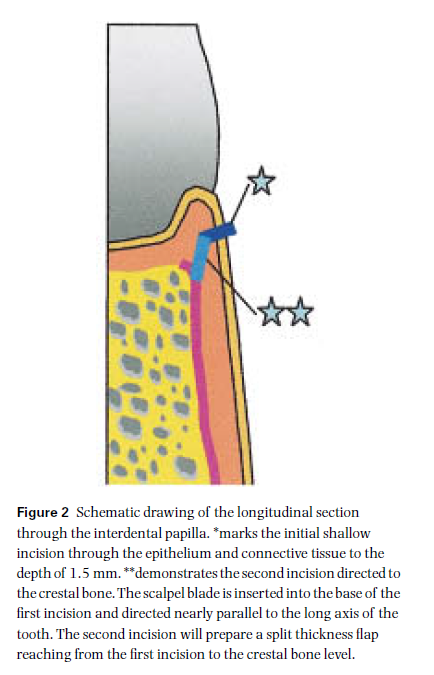 Figure 2 Schematic drawing of the longitudinal section
through the interdental papilla. *marks the initial shallow
incision through the epithelium and connective tissue to the
depth of 1.5 mm. **demonstrates the second incision directed to
the crestal bone. The scalpel blade is inserted into the base of the
first incision and directed nearly parallel to the long axis of the
tooth. The second incision will prepare a split thickness flap
reaching from the first incision to the crestal bone level.